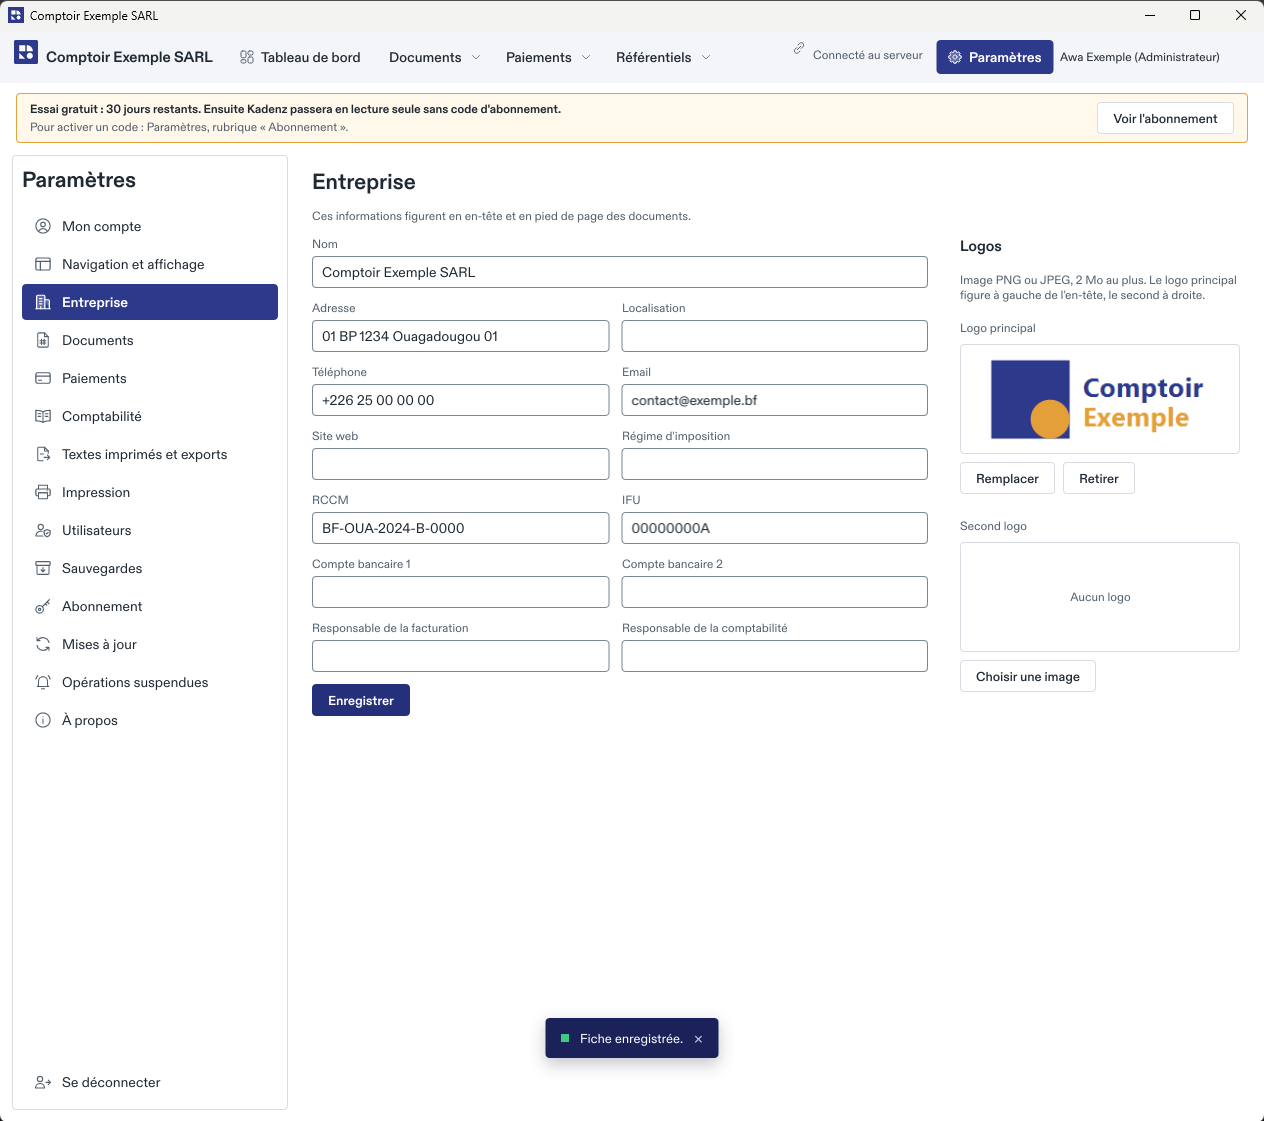 Comptoir Exemple SARL
Comptoir Exemple SARL
Tableau de bord
Documents
Paiements
Référentiels
Connecté au serveur
Paramètres
Awa Exemple (Administrateur)
Essai gratuit : 30 jours restants. Ensuite Kadenz passera en lecture seule sans code d'abonnement.
Pour activer un code : Paramètres, rubrique « Abonnement ».
Voir l'abonnement
Paramètres
Mon compte
Navigation et affichage
Entreprise
Documents
Paiements
Comptabilité
Textes imprimés et exports
Impression
Utilisateurs
Sauvegardes
Abonnement
Mises à jour
Opérations suspendues
À propos
Se déconnecter
Entreprise
Ces informations figurent en en-tête et en pied de page des documents.
Nom
Comptoir Exemple SARL
Adresse
Localisation
01 BP 1234 Ouagadougou 01
Téléphone
Email
+226 25 00 00 00
contact@exemple.bf
Site web
Régime d'imposition
RCCM
IFU
BF-OUA-2024-B-0000
00000000A
Compte bancaire 1
Compte bancaire 2
Responsable de la facturation
Responsable de la comptabilité
Enregistrer
Logos
Image PNG ou JPEG, 2 Mo au plus. Le logo principal
figure à gauche de l'en-tête, le second à droite.
Logo principal
Comptoir
Exemple
Remplacer
Retirer
Second logo
Aucun logo
Choisir une image
Fiche enregistrée.